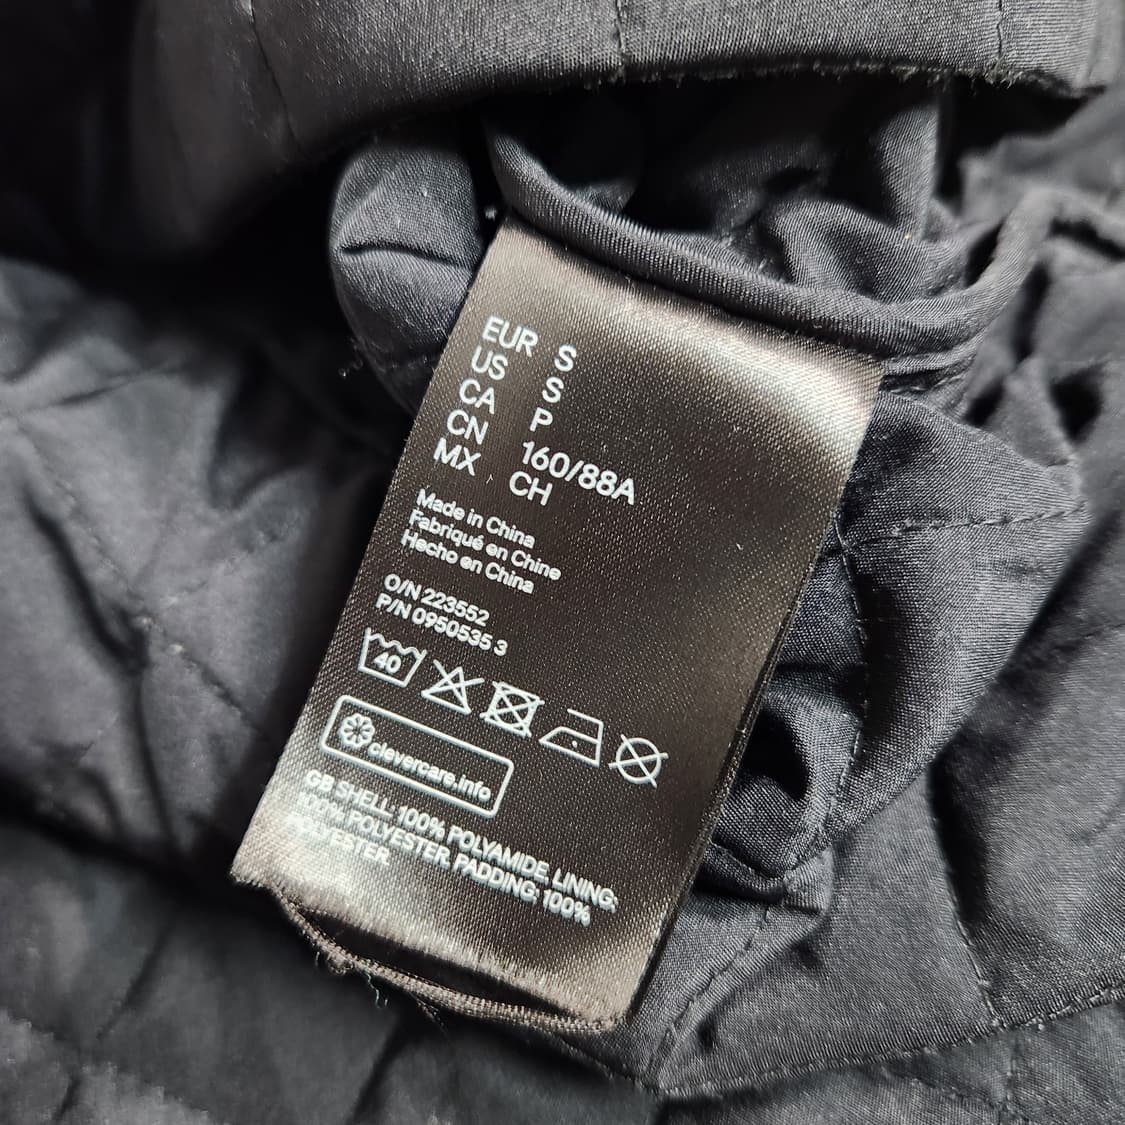 EUR S
US S
CA P
CN 160/88A
MX CH
Made in China
Fabriqué en Chine
Hecho en China
O/N 223552
P/N 0950535 3
40
clevercare.info
GB SHELL: 100% POLYAMIDE. LINING:
100% POLYESTER. PADDING: 100%
POLYESTER